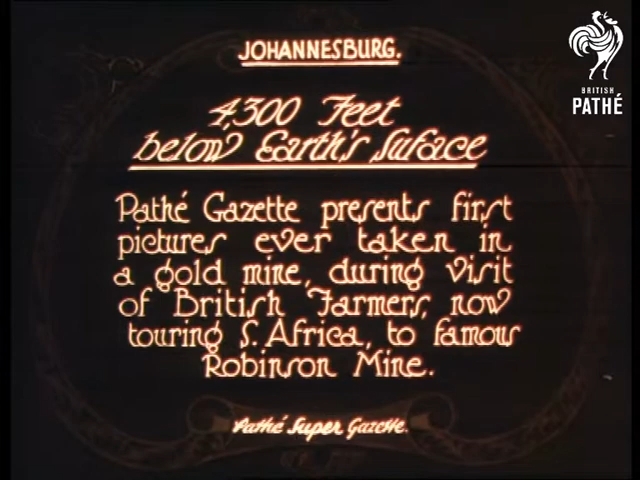 JOHANNESBURG.
BRITISH
PATHÉ
4,300 Feet
below Earth's Suface
Pathé Gazette presents first
pictures ever taken in
a gold mine, during visit
of British Farmers, now
touring S. Africa, to famous
Robinson Mine.
Pathé Super Gazette.